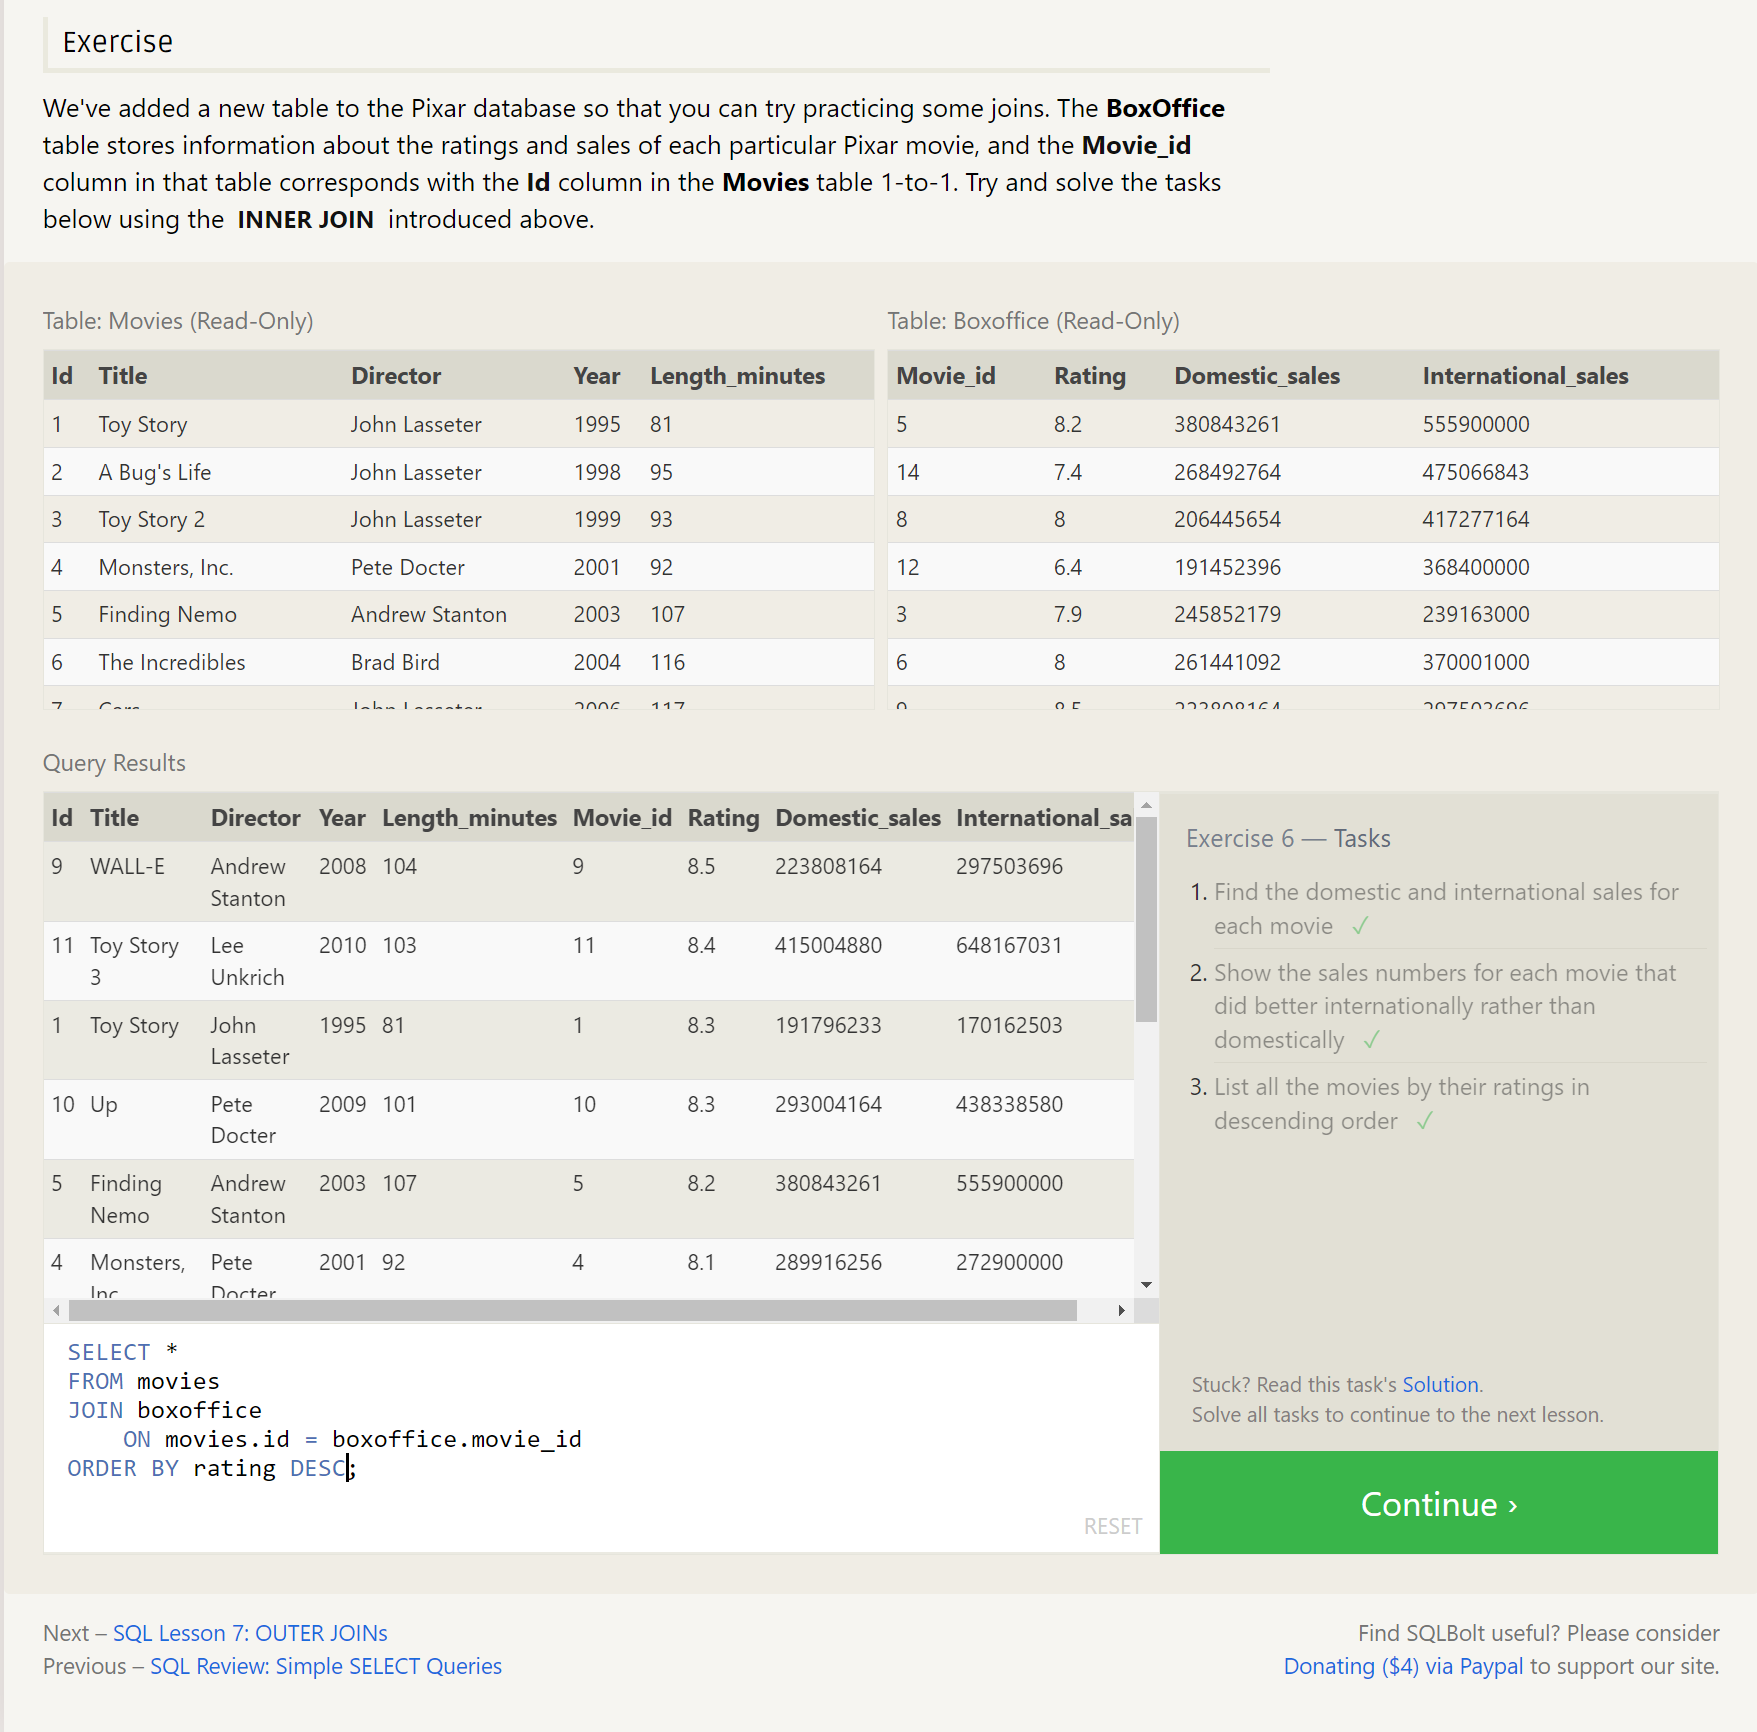 Exercise
We've added a new table to the Pixar database so that you can try practicing some joins. The BoxOffice
table stores information about the ratings and sales of each particular Pixar movie, and the Movie_id
column in that table corresponds with the Id column in the Movies table 1-to-1. Try and solve the tasks
below using the INNER JOIN introduced above.
Table: Movies (Read-Only)
Id Title Director Year Length_minutes
1 Toy Story John Lasseter 1995 81
2 A Bug's Life John Lasseter 1998 95
3 Toy Story 2 John Lasseter 1999 93
4 Monsters, Inc. Pete Docter 2001 92
5 Finding Nemo Andrew Stanton 2003 107
6 The Incredibles Brad Bird 2004 116
7 Cars John Lasseter 2006 117
Table: Boxoffice (Read-Only)
Movie_id Rating Domestic_sales International_sales
5 8.2 380843261 555900000
14 7.4 268492764 475066843
8 8 206445654 417277164
12 6.4 191452396 368400000
3 7.9 245852179 239163000
6 8 261441092 370001000
9 8.5 223808164 297503696
Query Results
Id Title Director Year Length_minutes Movie_id Rating Domestic_sales International_sa
9 WALL-E Andrew 2008 104 9 8.5 223808164 297503696
Stanton
11 Toy Story Lee 2010 103 11 8.4 415004880 648167031
3 Unkrich
1 Toy Story John 1995 81 1 8.3 191796233 170162503
Lasseter
10 Up Pete 2009 101 10 8.3 293004164 438338580
Docter
5 Finding Andrew 2003 107 5 8.2 380843261 555900000
Nemo Stanton
4 Monsters, Pete 2001 92 4 8.1 289916256 272900000
Inc. Docter
SELECT *
FROM movies
JOIN boxoffice
ON movies.id = boxoffice.movie_id
ORDER BY rating DESC;
RESET
Exercise 6 — Tasks
1. Find the domestic and international sales for
each movie ✓
2. Show the sales numbers for each movie that
did better internationally rather than
domestically ✓
3. List all the movies by their ratings in
descending order ✓
Stuck? Read this task's Solution.
Solve all tasks to continue to the next lesson.
Continue ›
Next – SQL Lesson 7: OUTER JOINs
Previous – SQL Review: Simple SELECT Queries
Find SQLBolt useful? Please consider
Donating ($4) via Paypal to support our site.